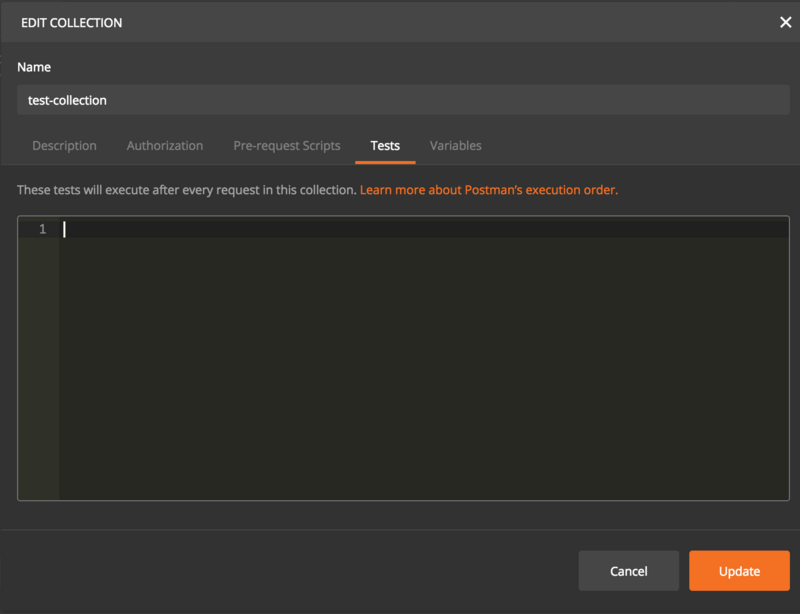 EDIT COLLECTION
Name
test-collection
Description Authorization Pre-request Scripts Tests Variables
These tests will execute after every request in this collection. Learn more about Postman's execution order.
1
Cancel Update